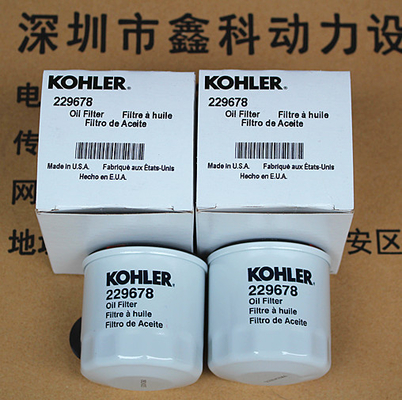 深圳市鑫科动力设
电
传
网
地
安区
KOHLER®
229678
Oil Filter Filtre à huile
Filtro de Aceite
Made in U.S.A. Fabriqué aux États-Unis
Hecho en E.U.A.
KOHLER®
229678
Oil Filter Filtre à huile
Filtro de Aceite
Made in U.S.A. Fabriqué aux États-Unis
Hecho en E.U.A.
KOHLER®
229678
Oil Filter
Filtre à huile
Filtro de Aceite
KOHLER®
229678
Oil Filter
Filtre à huile
Filtro de Aceite